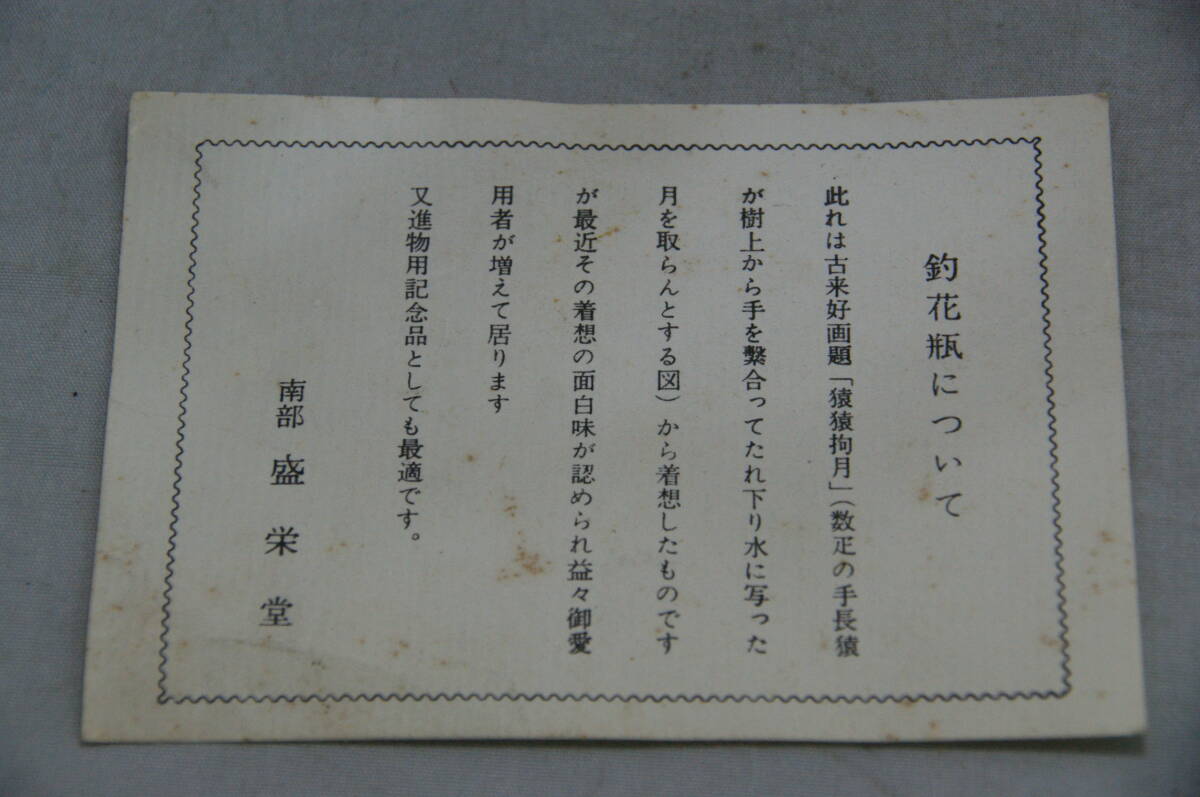 釣花瓶について
此れは古来好画題「猿猿拘月」（数疋の手長猿
が樹上から手を繋合ってたれ下り水に写った
月を取らんとする図）から着想したものです
が最近その着想の面白味が認められ益々御愛
用者が増えて居ります
又進物用記念品としても最適です。
南部 盛栄堂